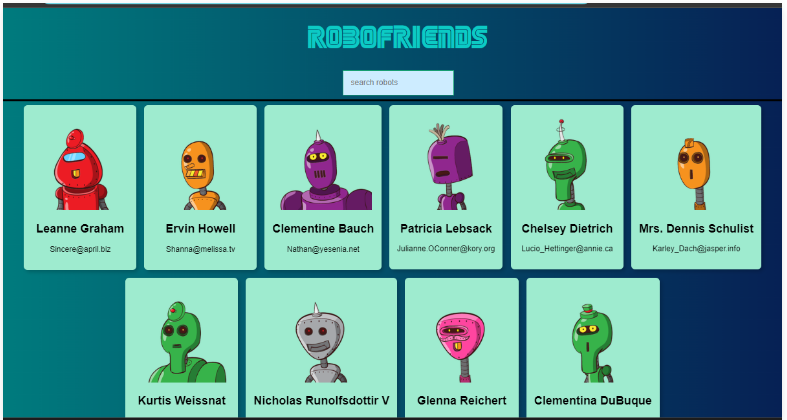 ROBOFRIENDS
search robots
Leanne Graham
Sincere@april.biz
Ervin Howell
Shanna@melissa.tv
Clementine Bauch
Nathan@yesenia.net
Patricia Lebsack
Julianne.OConner@kory.org
Chelsey Dietrich
Lucio_Hettinger@annie.ca
Mrs. Dennis Schulist
Karley_Dach@jasper.info
Kurtis Weissnat
Nicholas Runolfsdottir V
Glenna Reichert
Clementina DuBuque